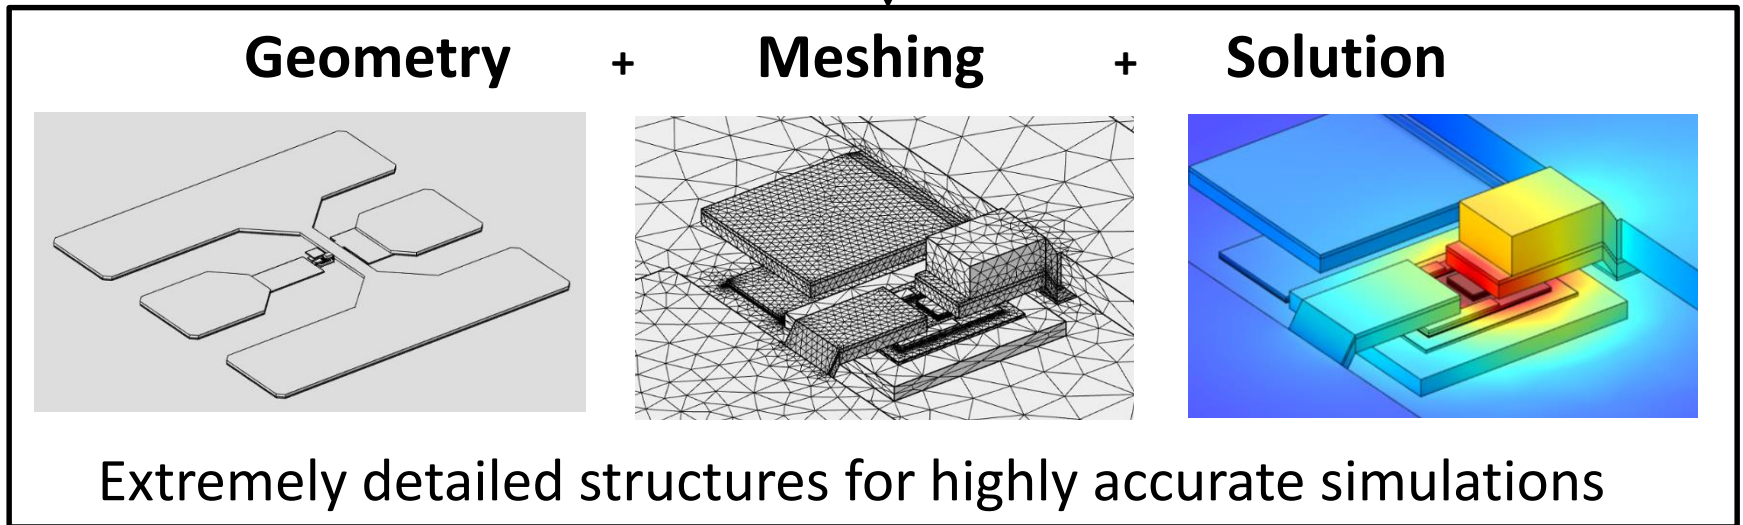 Geometry + Meshing + Solution
Extremely detailed structures for highly accurate simulations